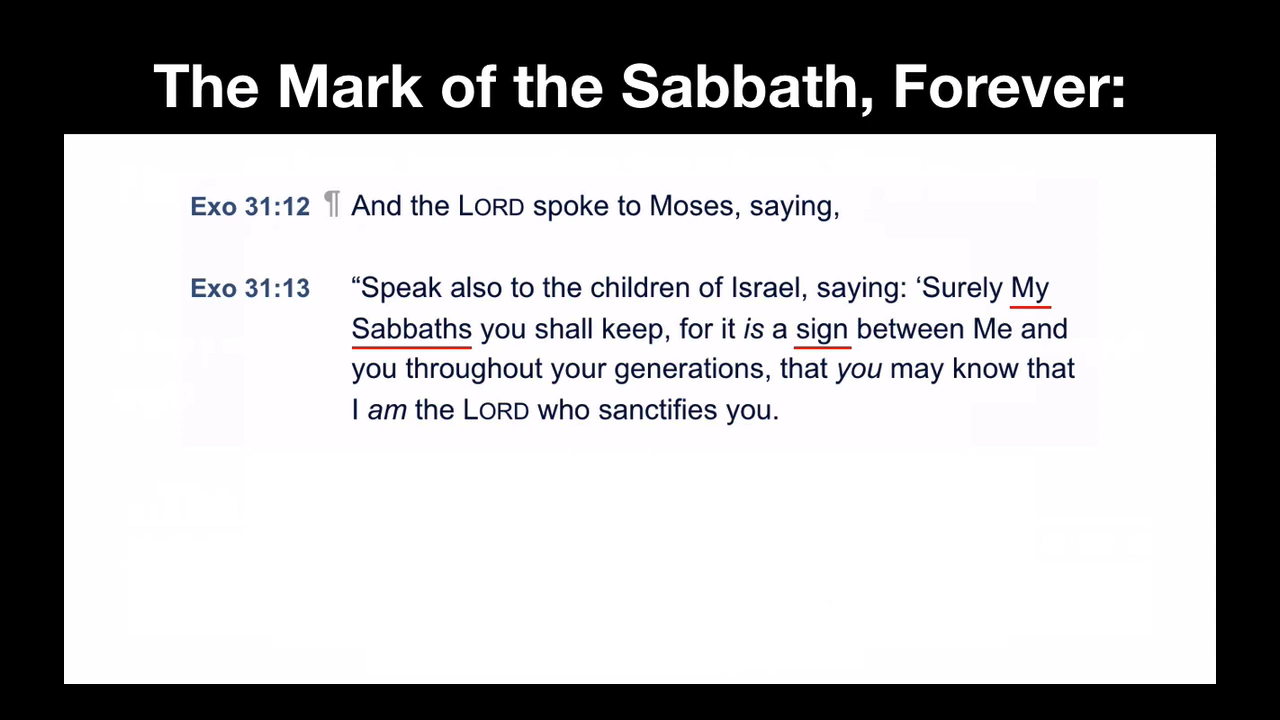 The Mark of the Sabbath, Forever:
Exo 31:12 ¶ And the LORD spoke to Moses, saying,
Exo 31:13 “Speak also to the children of Israel, saying: ‘Surely My
Sabbaths you shall keep, for it is a sign between Me and
you throughout your generations, that you may know that
I am the LORD who sanctifies you.